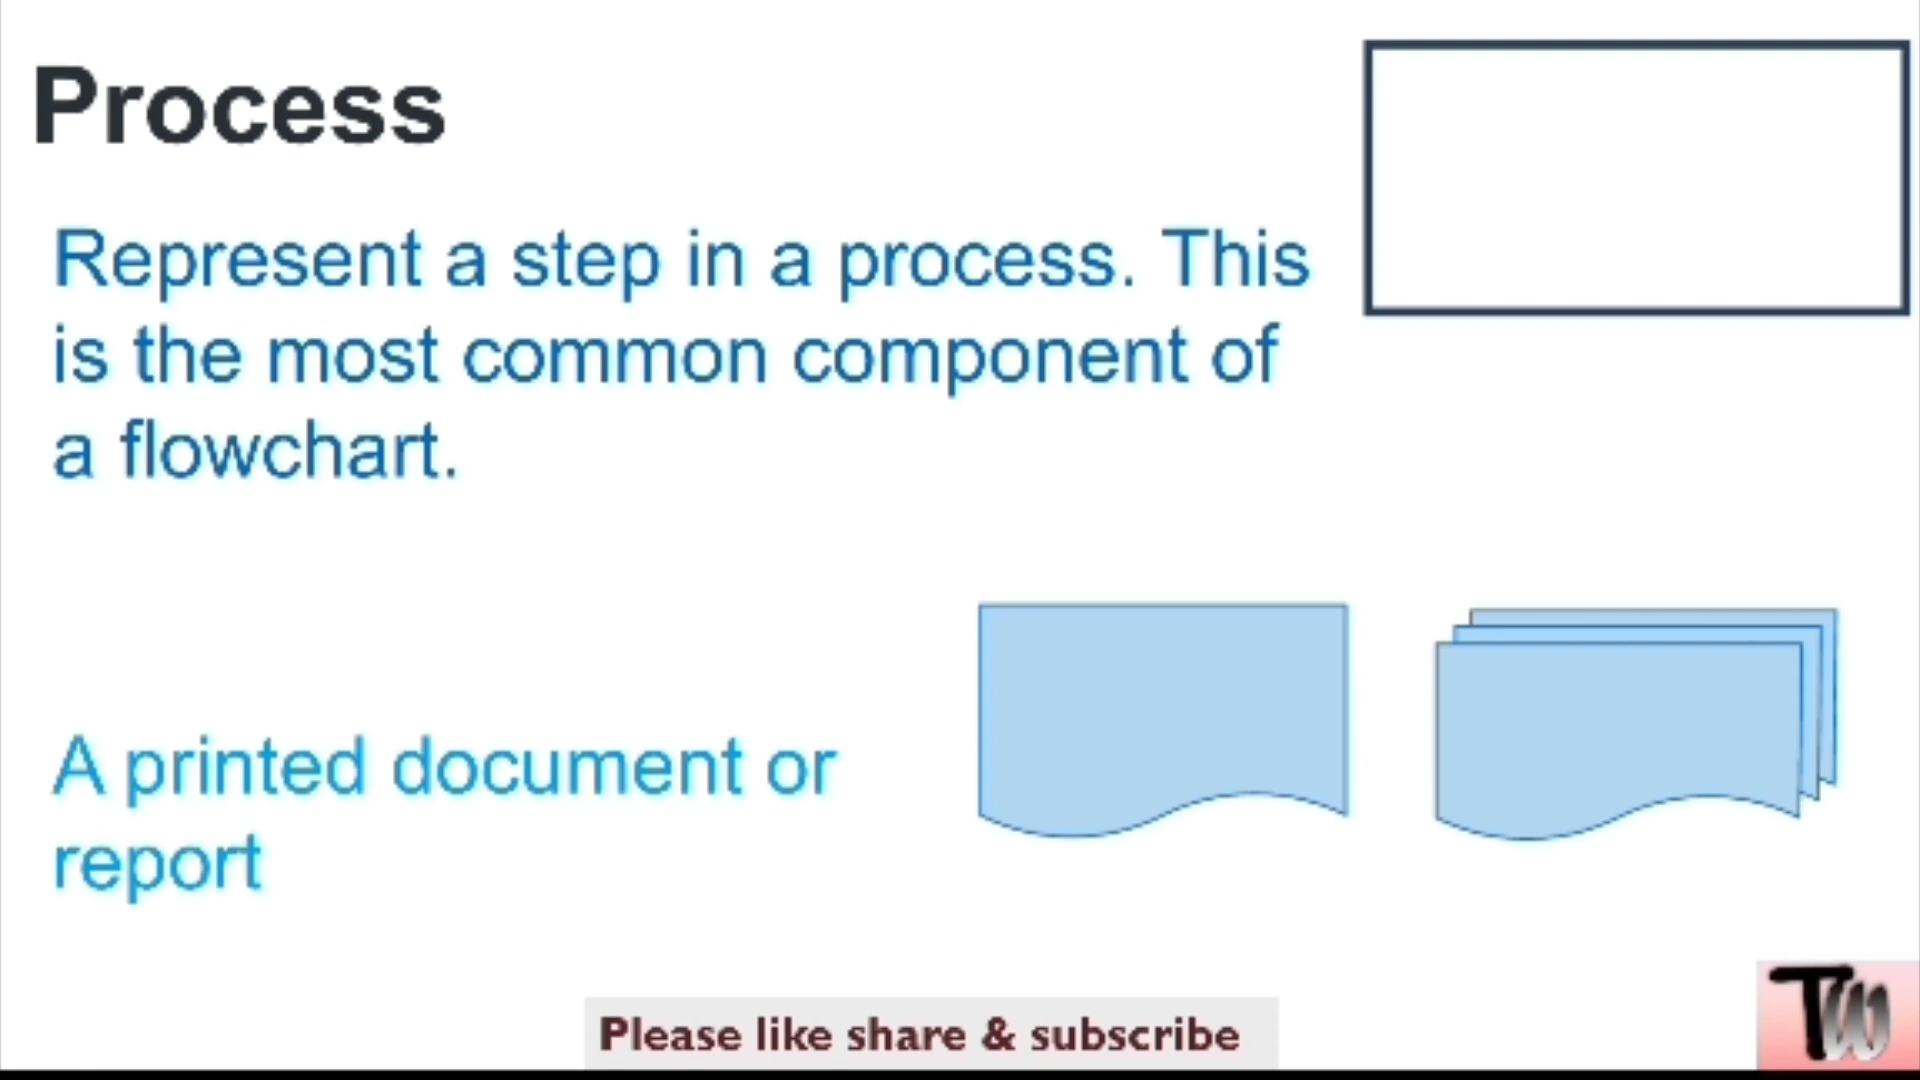 Process
Represent a step in a process. This
is the most common component of
a flowchart.
A printed document or
report
Please like share & subscribe
TW